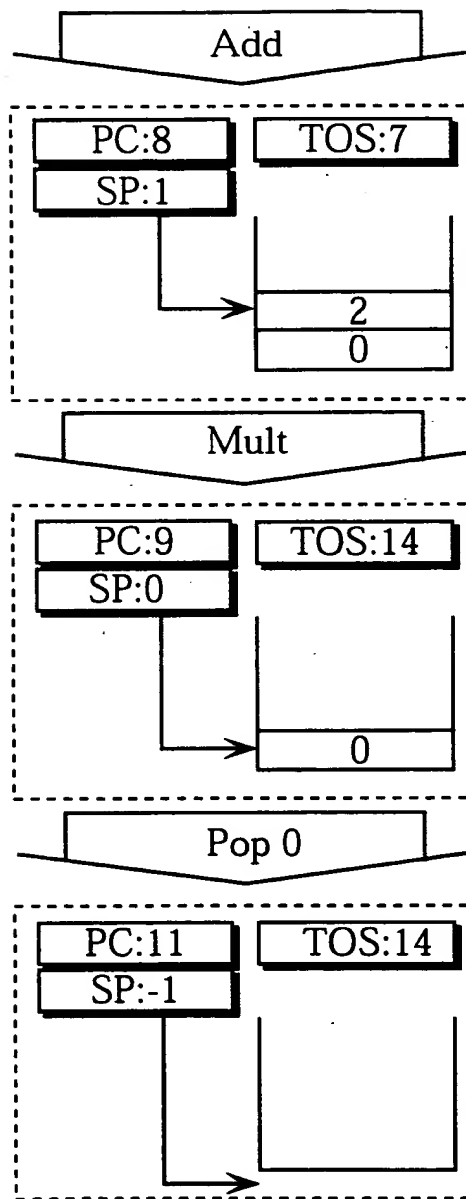 Add
PC:8 TOS:7
SP:1
2
0
Mult
PC:9 TOS:14
SP:0
0
Pop 0
PC:11 TOS:14
SP:-1